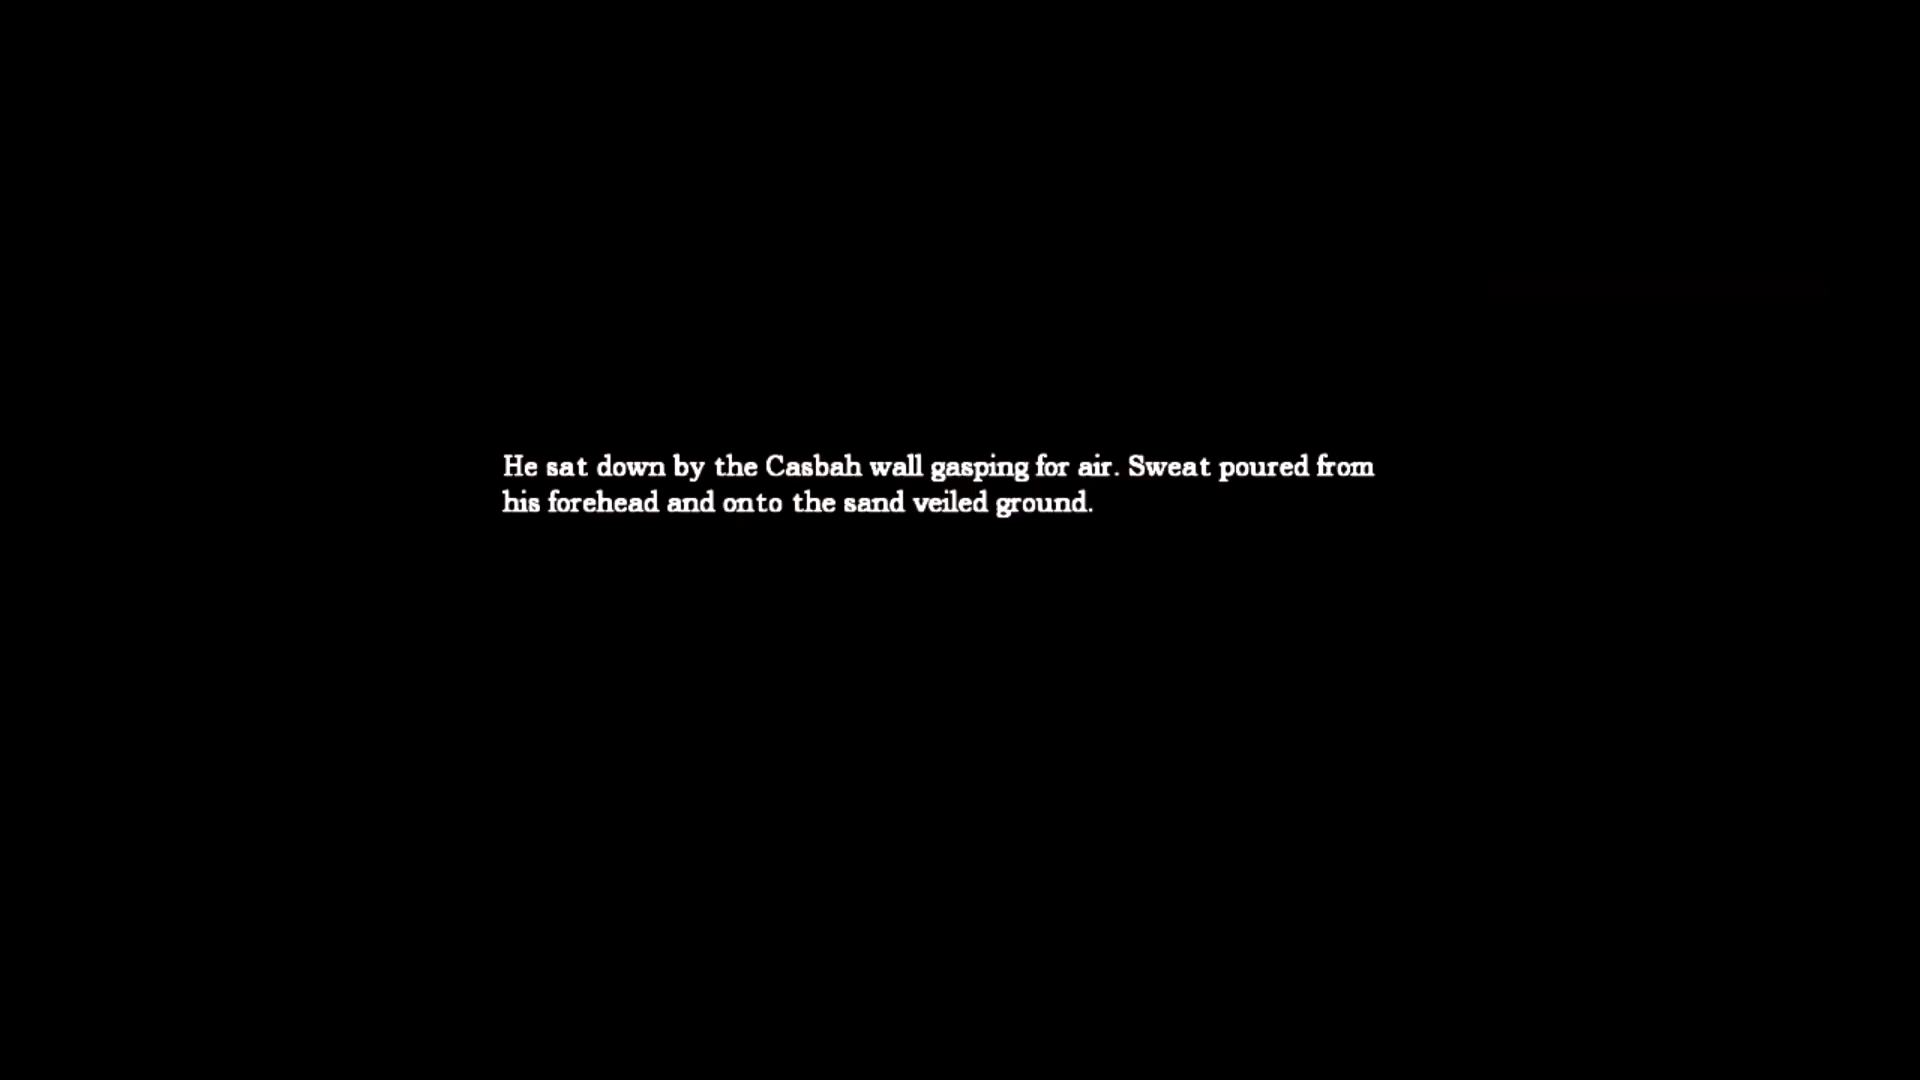 He sat down by the Casbah wall gasping for air. Sweat poured from
his forehead and onto the sand veiled ground.